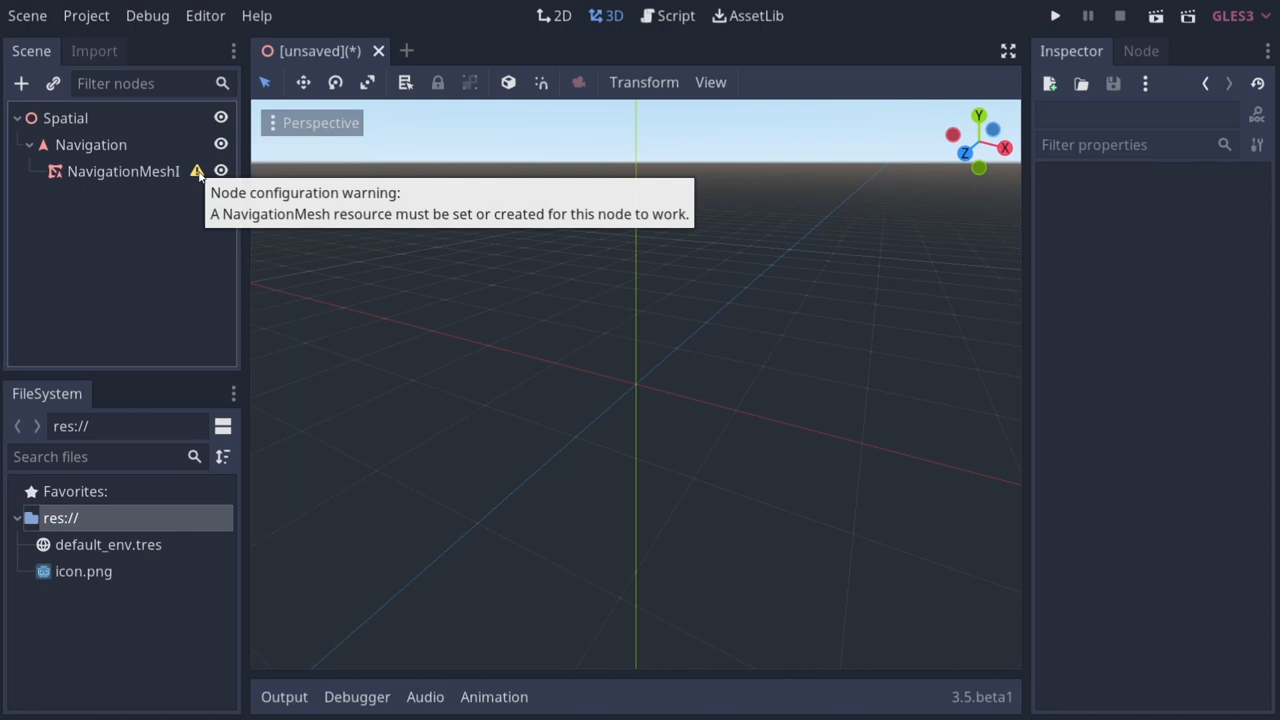 Scene Project Debug Editor Help
2D 3D Script AssetLib
GLES3
Scene Import
Filter nodes
Spatial
Navigation
NavigationMeshI
Node configuration warning:
A NavigationMesh resource must be set or created for this node to work.
FileSystem
res://
Search files
Favorites:
res://
default_env.tres
icon.png
[unsaved](*)
Transform View
Perspective
Y
X
Z
Output Debugger Audio Animation 3.5.beta1
Inspector Node
DOC
Filter properties